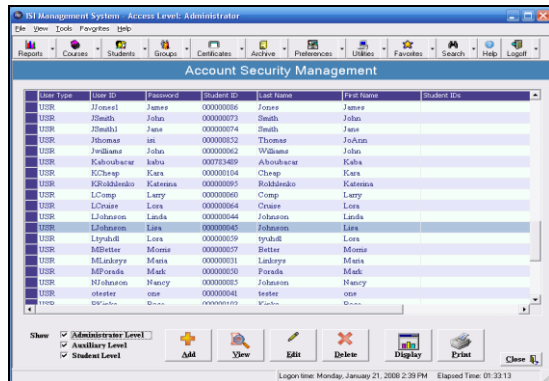 ISI Management System - Access Level: Administrator
File View Tools Favorites Help
Reports Courses Students Groups Certificates Archive Preferences Utilities Favorites Search Help Logoff
Account Security Management
User Type User ID Password Student ID Last Name First Name Student IDs
USR JJones1 James 000000086 Jones James
USR JSmith John 000000073 Smith John
USR JSmith1 Jane 000000074 Smith Jane
USR Jthomas isi 000000852 Thomas JoAnn
USR Jwilliams John 000000062 Williams John
USR Kaboubacar kabu 000783489 Aboubacar Kaba
USR KCheap Kara 000000104 Cheap Kara
USR KRokhlenko Katerina 000000095 Rokhlenko Katerina
USR LComp Larry 000000060 Comp Larry
USR LCruise Lora 000000064 Cruise Lora
USR LJohnson Linda 000000044 Johnson Linda
USR LJohnson Lisa 000000045 Johnson Lisa
USR Ltyuhdl Lora 000000059 tyuhdl Lora
USR MBetter Morris 000000057 Better Morris
USR MLinksys Maria 000000031 Linksys Maria
USR MPorada Mark 000000050 Porada Mark
USR NJohnson Nancy 000000085 Johnson Nancy
USR otester one 000000041 tester one
Show Administrator Level
Auxiliary Level
Student Level
Add View Edit Delete Display Print Close
Logon time: Monday, January 21, 2008 2:39 PM Elapsed Time: 01:33:13